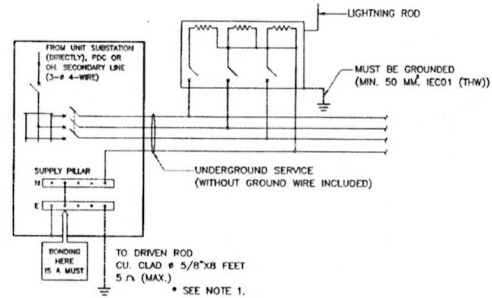 LIGHTNING ROD
FROM UNIT SUBSTATION
(DIRECTLY), PDC OR
OH. SECONDARY LINE
(3-ø 4-WIRE)
MUST BE GROUNDED
(MIN. 50 MM² IEC01 (THW))
SUPPLY PILLAR
N
UNDERGROUND SERVICE
(WITHOUT GROUND WIRE INCLUDED)
E
BONDING
HERE
IS A MUST
TO DRIVEN ROD
CU. CLAD ø 5/8"X8 FEET
5 Ω (MAX.)
* SEE NOTE 1.